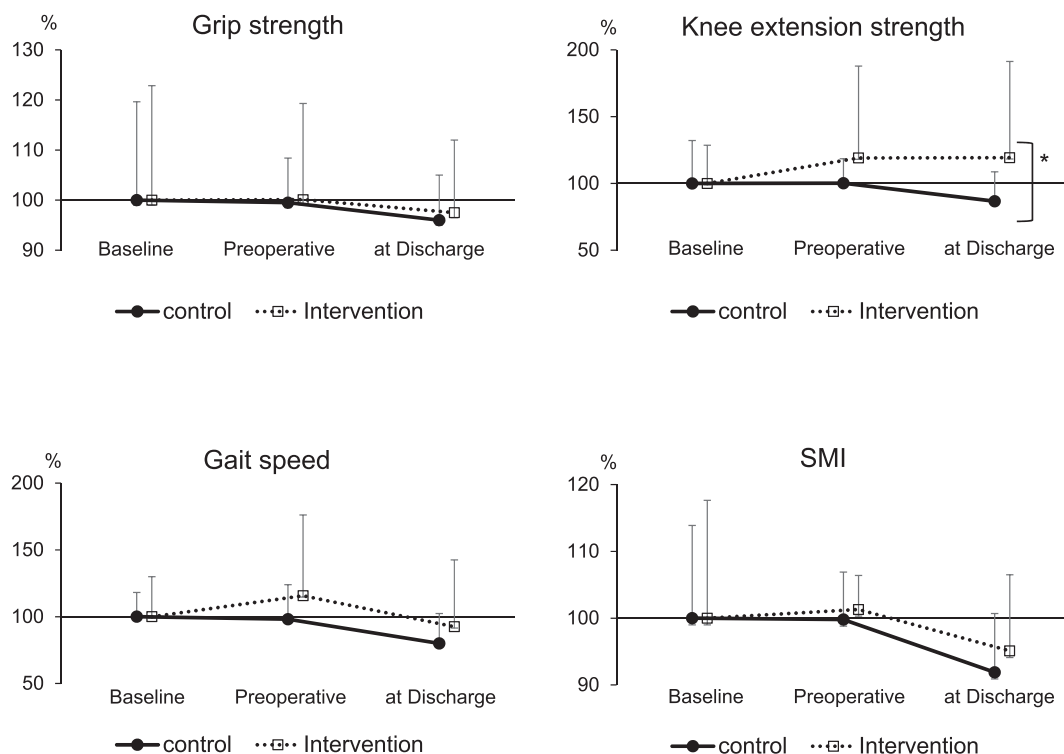 Grip strength
%
130
120
110
100
90
Baseline Preoperative at Discharge
control Intervention
Knee extension strength
%
200
150
100
50
*
Baseline Preoperative at Discharge
control Intervention
Gait speed
%
200
150
100
50
Baseline Preoperative at Discharge
control Intervention
SMI
%
120
110
100
90
Baseline Preoperative at Discharge
control Intervention